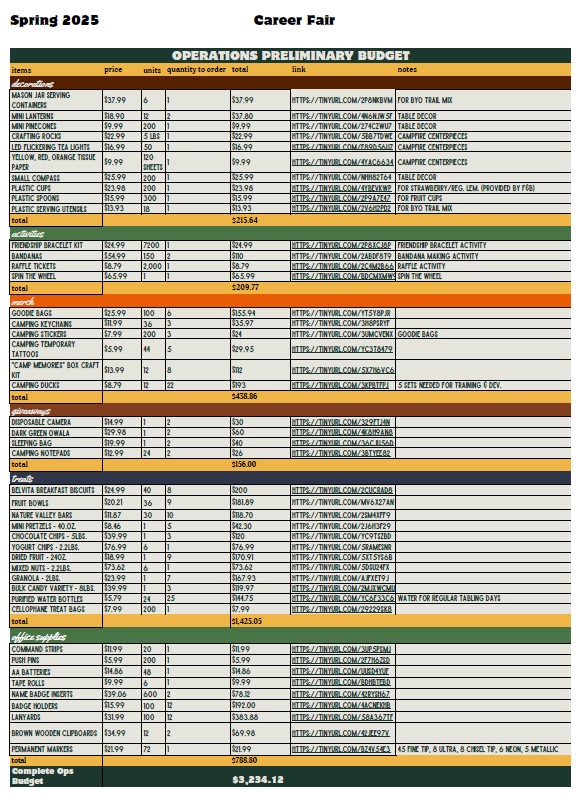 Spring 2025 Career Fair
OPERATIONS PRELIMINARY BUDGET
items price units quantity to order total link notes
decorations
MASON JAR SERVING CONTAINERS $37.99 6 1 $37.99 HTTPS://TINYURL.COM/2P8NKBVM FOR BYO TRAIL MIX
MINI LANTERNS $18.90 12 2 $37.80 HTTPS://TINYURL.COM/4N6NJW5F TABLE DECOR
MINI PINECONES $9.99 200 1 $9.99 HTTPS://TINYURL.COM/274CZWU7 TABLE DECOR
CRAFTING ROCKS $22.99 5 LBS 1 $22.99 HTTPS://TINYURL.COM/5B87TDWE CAMPFIRE CENTERPIECES
LED FLICKERING TEA LIGHTS $16.99 50 1 $16.99 CAMPFIRE CENTERPIECES
YELLOW, RED, ORANGE TISSUE PAPER $9.99 120 SHEETS 1 $9.99 HTTPS://TINYURL.COM/4YAC6634 CAMPFIRE CENTERPIECES
SMALL COMPASS $25.99 200 1 $25.99 HTTPS://TINYURL.COM/NHH82T64 TABLE DECOR
PLASTIC CUPS $23.98 200 1 $23.98 HTTPS://TINYURL.COM/4YBEVKWP FOR STRAWBERRY/REG. LEM. (PROVIDED BY F&B)
PLASTIC SPOONS $15.99 300 1 $15.99 HTTPS://TINYURL.COM/2P9A7E47 FOR FRUIT CUPS
PLASTIC SERVING UTENSILS $13.93 18 1 $13.93 HTTPS://TINYURL.COM/2V6H2PD2 FOR BYO TRAIL MIX
total $215.64
activities
FRIENDSHIP BRACELET KIT $24.99 7200 1 $24.99 HTTPS://TINYURL.COM/2P8XCJ8P FRIENDSHIP BRACELET ACTIVITY
BANDANAS $54.99 150 2 $110 HTTPS://TINYURL.COM/2ABDF8T9 BANDANA MAKING ACTIVITY
RAFFLE TICKETS $8.79 2,000 1 $8.79 HTTPS://TINYURL.COM/2C4M2B66 RAFFLE ACTIVITY
SPIN THE WHEEL $65.99 1 1 $65.99 HTTPS://TINYURL.COM/BDCMXMW9 SPIN THE WHEEL
total $209.77
merch
GOODIE BAGS $25.99 100 6 $155.94 HTTPS://TINYURL.COM/YT5Y8PJR
CAMPING KEYCHAINS $11.99 36 3 $35.97 HTTPS://TINYURL.COM/3H8PSRYF
CAMPING STICKERS $7.99 200 3 $24 HTTPS://TINYURL.COM/3UMCVENX GOODIE BAGS
CAMPING TEMPORARY TATTOOS $5.99 44 5 $29.95 HTTPS://TINYURL.COM/YC3T8479
"CAMP MEMORIES" BOX CRAFT KIT $13.99 12 8 $112 HTTPS://TINYURL.COM/5X7H6VC6
CAMPING DUCKS $8.79 12 22 $193 HTTPS://TINYURL.COM/3KPBTFPJ 5 SETS NEEDED FOR TRAINING & DEV.
total $438.86
giveaways
DISPOSABLE CAMERA $14.99 1 2 $30 HTTPS://TINYURL.COM/329FTJ4N
DARK GREEN OWALA $29.98 1 2 $60 HTTPS://TINYURL.COM/4K8H9AN8
SLEEPING BAG $19.99 1 2 $40 HTTPS://TINYURL.COM/36CJUS6D
CAMPING NOTEPADS $12.99 24 2 $26 HTTPS://TINYURL.COM/3BTYEE82
total $156.00
treats
BELVITA BREAKFAST BISCUITS $24.99 40 8 $200 HTTPS://TINYURL.COM/2CUCRAD8
FRUIT BOWLS $20.21 36 9 $181.89 HTTPS://TINYURL.COM/MV6X27AN
NATURE VALLEY BARS $11.87 30 10 $118.70 HTTPS://TINYURL.COM/2SM4XFF9
MINI PRETZELS - 40.OZ. $8.46 1 5 $42.30 HTTPS://TINYURL.COM/2J6H3F29
CHOCOLATE CHIPS - 5LBS. $39.99 1 3 $120 HTTPS://TINYURL.COM/YC9TSZBD
YOGURT CHIPS - 2.2LBS. $76.99 6 1 $76.99 HTTPS://TINYURL.COM/5RAMESNR
DRIED FRUIT - 24OZ. $18.99 1 9 $170.91 HTTPS://TINYURL.COM/5XT5YS6B
MIXED NUTS - 2.2LBS. $73.62 6 1 $73.62 HTTPS://TINYURL.COM/5DSU24FX
GRANOLA - 2LBS. $23.99 1 7 $167.93 HTTPS://TINYURL.COM/AJFXET9J
BULK CANDY VARIETY - 8LBS. $39.99 1 3 $119.97 HTTPS://TINYURL.COM/2MJXWCMU
PURIFIED WATER BOTTLES $5.79 24 25 $144.75 HTTPS://TINYURL.COM/YC6F33C6 WATER FOR REGULAR TABLING DAYS
CELLOPHANE TREAT BAGS $7.99 200 1 $7.99 HTTPS://TINYURL.COM/29229SK8
total $1,425.05
office supplies
COMMAND STRIPS $11.99 20 1 $11.99 HTTPS://TINYURL.COM/3UP5PSMJ
PUSH PINS $5.99 200 1 $5.99 HTTPS://TINYURL.COM/2F7H6ZSD
AA BATTERIES $14.86 48 1 $14.86 HTTPS://TINYURL.COM/UUSD4YUF
TAPE ROLLS $9.99 6 1 $9.99 HTTPS://TINYURL.COM/BDHBTEBD
NAME BADGE INSERTS $39.06 600 2 $78.12 HTTPS://TINYURL.COM/42RYSH67
BADGE HOLDERS $15.99 100 12 $192.00 HTTPS://TINYURL.COM/4ACNEKHB
LANYARDS $31.99 100 12 $383.88 HTTPS://TINYURL.COM/58A367TF
BROWN WOODEN CLIPBOARDS $34.99 12 2 $69.98 HTTPS://TINYURL.COM/42JEE97V
PERMANENT MARKERS $21.99 72 1 $21.99 HTTPS://TINYURL.COM/BZ4V54E3 45 FINE TIP, 8 ULTRA, 8 CHISEL TIP, 6 NEON, 5 METALLIC
total $788.80
Complete Ops Budget $3,234.12